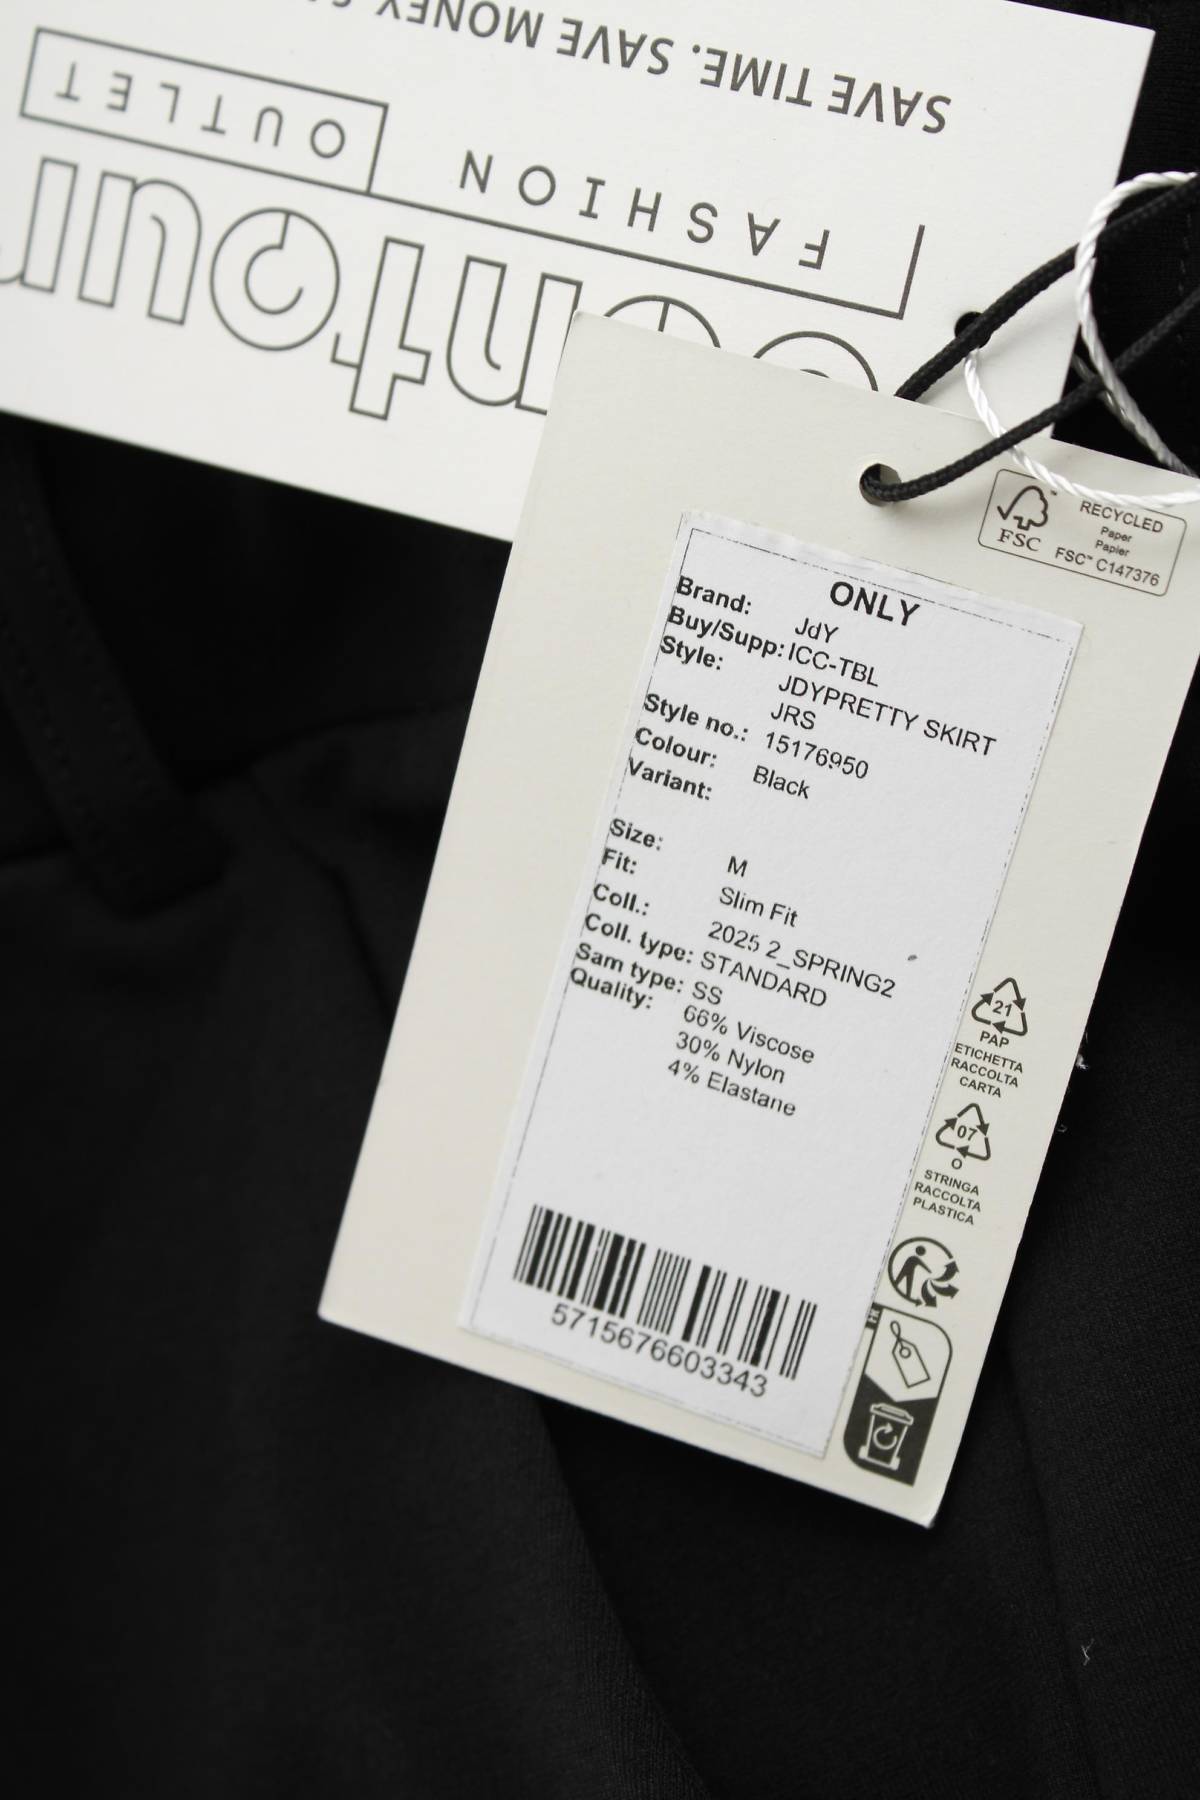 SAVE TIME. SAVE MONEY.
FASHION
OUTLET
RECYCLED
Paper
Papier
FSC™ C147376
FSC
ONLY
Brand: JdY
Buy/Supp: ICC-TBL
Style: JDYPRETTY SKIRT
JRS
Style no.: 15176950
Colour: Black
Variant:
Size: M
Fit: Slim Fit
Coll.: 2025 2_SPRING2
Coll. type: STANDARD
Sam type: SS
Quality: 66% Viscose
30% Nylon
4% Elastane
5715676603343
21
PAP
ETICHETTA
RACCOLTA
CARTA
07
O
STRINGA
RACCOLTA
PLASTICA
FR